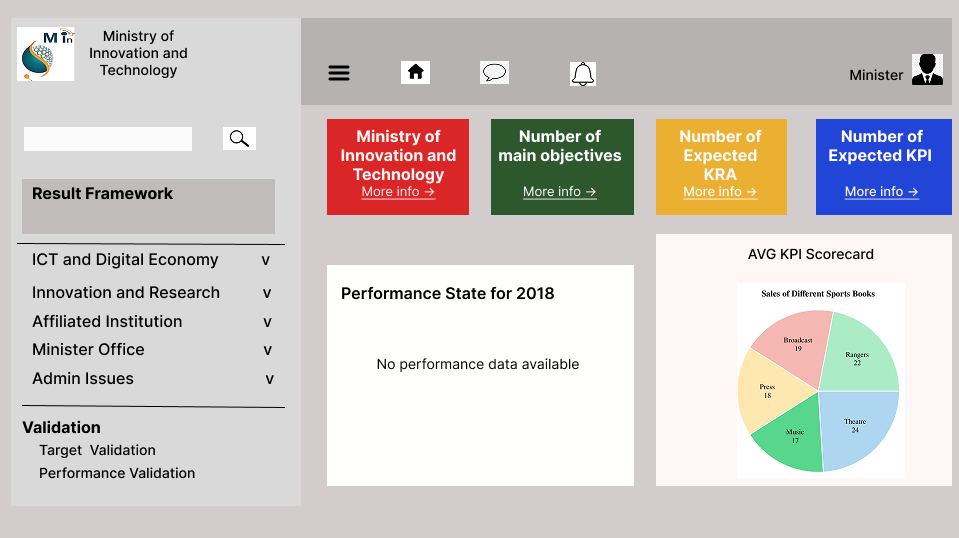 M in
Ministry of
Innovation and
Technology
Minister
Ministry of
Innovation and
Technology
More info →
Number of
main objectives
More info →
Number of
Expected
KRA
More info →
Number of
Expected KPI
More info →
Result Framework
ICT and Digital Economy v
Innovation and Research v
Affiliated Institution v
Minister Office v
Admin Issues v
Validation
Target Validation
Performance Validation
Performance State for 2018
No performance data available
AVG KPI Scorecard
Sales of Different Sports Books
Broadcast
19
Rangers
22
Press
18
Music
17
Theatre
24